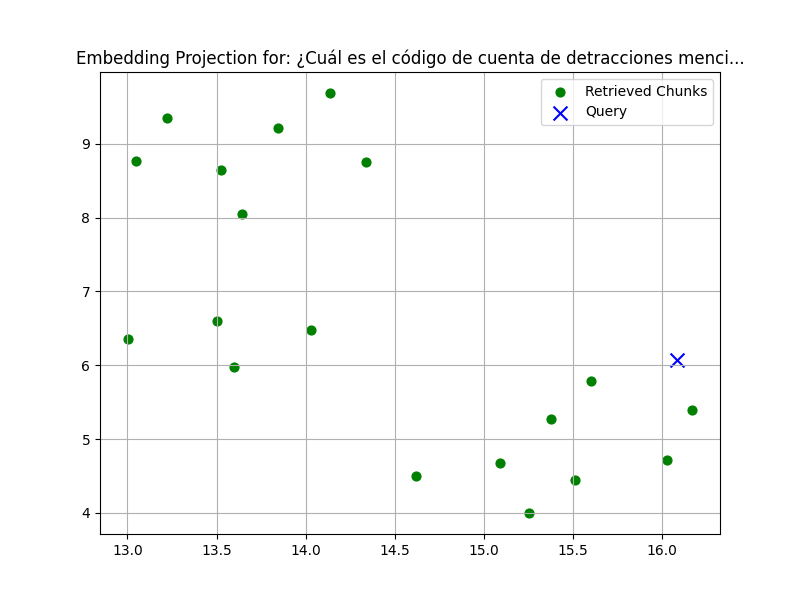 Embedding Projection for: ¿Cuál es el código de cuenta de detracciones menci...
Retrieved Chunks
Query
9
8
7
6
5
4
13.0 13.5 14.0 14.5 15.0 15.5 16.0